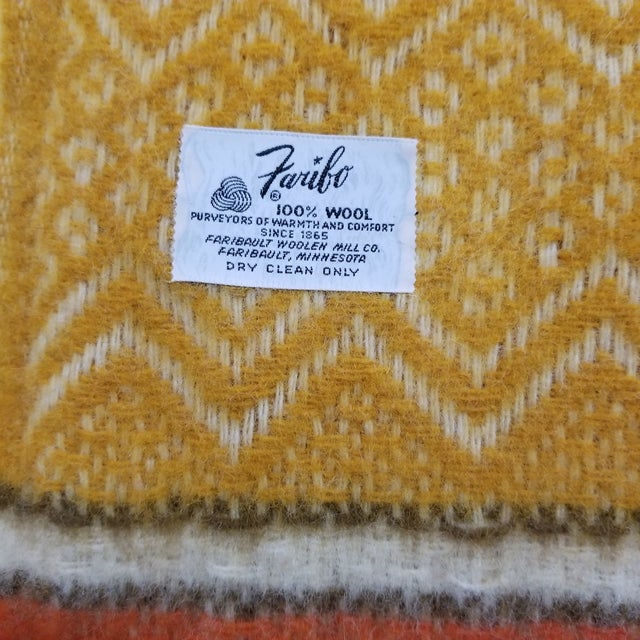 Faribo
® 100% WOOL
PURVEYORS OF WARMTH AND COMFORT
SINCE 1865
FARIBAULT WOOLEN MILL CO.
FARIBAULT, MINNESOTA
DRY CLEAN ONLY